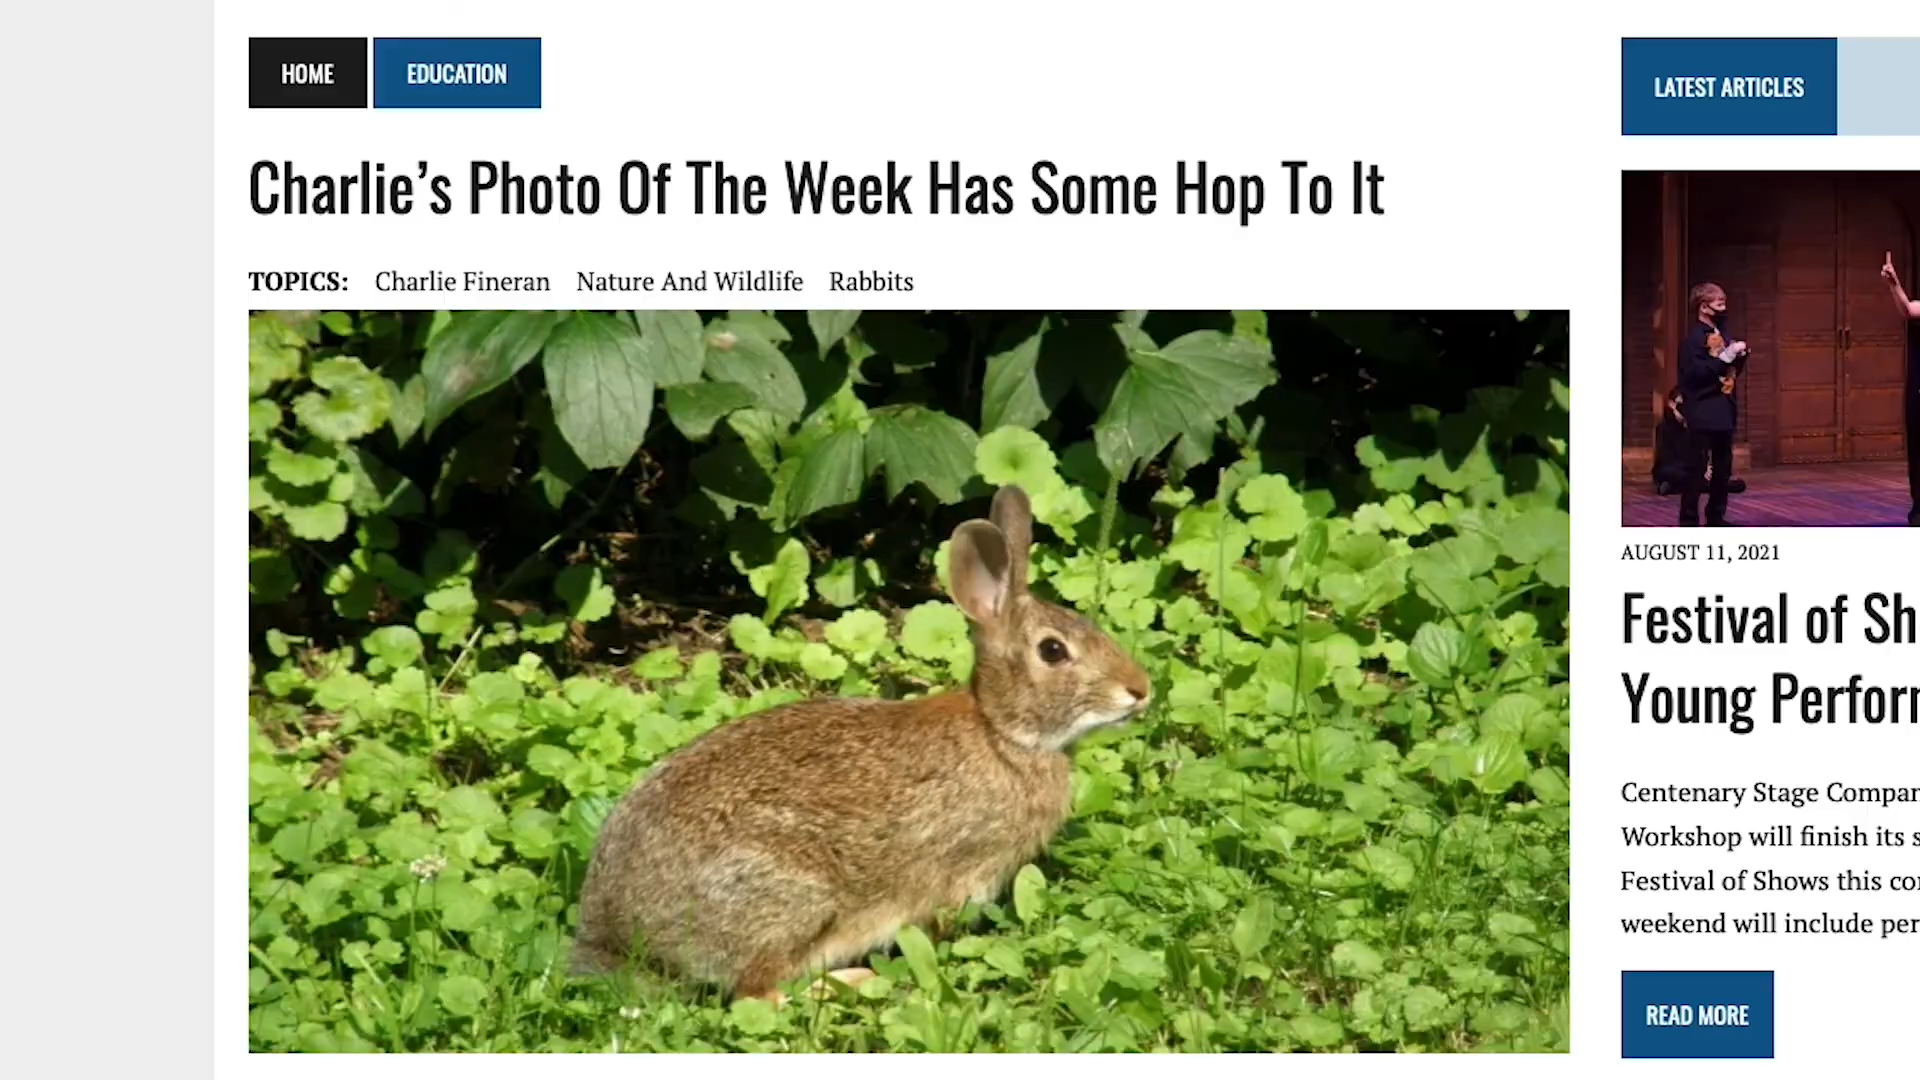 HOME
EDUCATION
Charlie’s Photo Of The Week Has Some Hop To It
TOPICS: Charlie Fineran Nature And Wildlife Rabbits
LATEST ARTICLES
AUGUST 11, 2021
Festival of Sh
Young Perfor
Centenary Stage Compan
Workshop will finish its s
Festival of Shows this co
weekend will include per
READ MORE